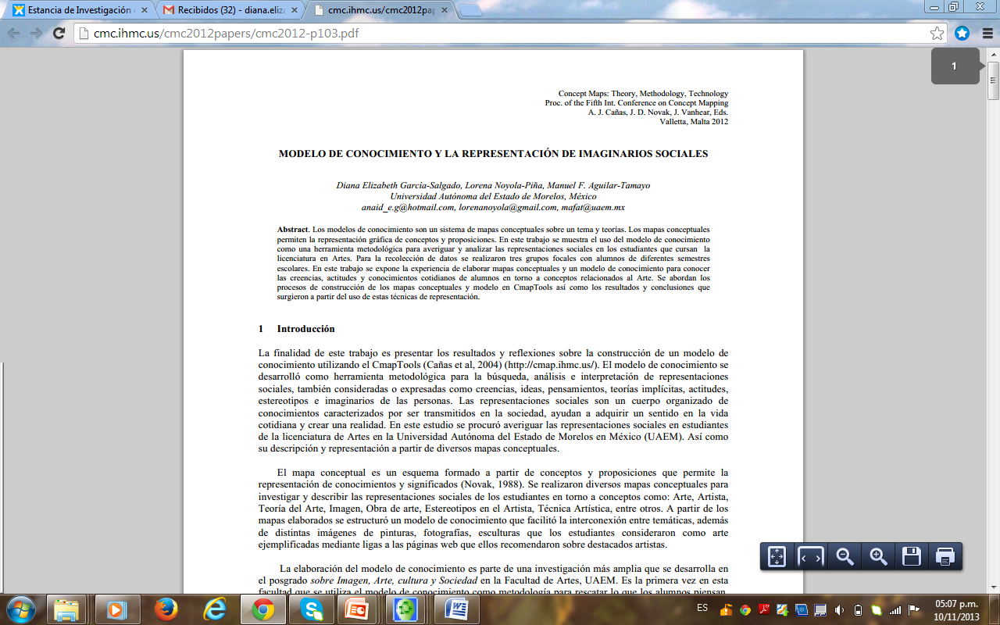 Estancia de Investigación
Recibidos (32) - diana.eliza
cmc.ihmc.us/cmc2012pap
cmc.ihmc.us/cmc2012papers/cmc2012-p103.pdf
1
Concept Maps: Theory, Methodology, Technology
Proc. of the Fifth Int. Conference on Concept Mapping
A. J. Cañas, J. D. Novak, J. Vanhear, Eds.
Valletta, Malta 2012
MODELO DE CONOCIMIENTO Y LA REPRESENTACIÓN DE IMAGINARIOS SOCIALES
Diana Elizabeth García-Salgado, Lorena Noyola-Piña, Manuel F. Aguilar-Tamayo
Universidad Autónoma del Estado de Morelos, México
anaid_e.g@hotmail.com, lorenanoyola@gmail.com, mafat@uaem.mx
Abstract. Los modelos de conocimiento son un sistema de mapas conceptuales sobre un tema y teorías. Los mapas conceptuales
permiten la representación gráfica de conceptos y proposiciones. En este trabajo se muestra el uso del modelo de conocimiento
como una herramienta metodológica para averiguar y analizar las representaciones sociales en los estudiantes que cursan la
licenciatura en Artes. Para la recolección de datos se realizaron tres grupos focales con alumnos de diferentes semestres
escolares. En este trabajo se expone la experiencia de elaborar mapas conceptuales y un modelo de conocimiento para conocer
las creencias, actitudes y conocimientos cotidianos de alumnos en torno a conceptos relacionados al Arte. Se abordan los
procesos de construcción de los mapas conceptuales y modelo en CmapTools así como los resultados y conclusiones que
surgieron a partir del uso de estas técnicas de representación.
1 Introducción
La finalidad de este trabajo es presentar los resultados y reflexiones sobre la construcción de un modelo de
conocimiento utilizando el CmapTools (Cañas et al, 2004) (http://cmap.ihmc.us/). El modelo de conocimiento se
desarrolló como herramienta metodológica para la búsqueda, análisis e interpretación de representaciones
sociales, también consideradas o expresadas como creencias, ideas, pensamientos, teorías implícitas, actitudes,
estereotipos e imaginarios de las personas. Las representaciones sociales son un cuerpo organizado de
conocimientos caracterizados por ser transmitidos en la sociedad, ayudan a adquirir un sentido en la vida
cotidiana y crear una realidad. En este estudio se procuró averiguar las representaciones sociales en estudiantes
de la licenciatura de Artes en la Universidad Autónoma del Estado de Morelos en México (UAEM). Así como
su descripción y representación a partir de diversos mapas conceptuales.
El mapa conceptual es un esquema formado a partir de conceptos y proposiciones que permite la
representación de conocimientos y significados (Novak, 1988). Se realizaron diversos mapas conceptuales para
investigar y describir las representaciones sociales de los estudiantes en torno a conceptos como: Arte, Artista,
Teoría del Arte, Imagen, Obra de arte, Estereotipos en el Artista, Técnica Artística, entre otros. A partir de los
mapas elaborados se estructuró un modelo de conocimiento que facilitó la interconexión entre temáticas, además
de distintas imágenes de pinturas, fotografías, esculturas que los estudiantes consideraron como arte
ejemplificadas mediante ligas a las páginas web que ellos recomendaron sobre destacados artistas.
La elaboración del modelo de conocimiento es parte de una investigación más amplia que se desarrolla en
el posgrado sobre Imagen, Arte, cultura y Sociedad en la Facultad de Artes, UAEM. Es la primera vez en esta
facultad que se utiliza el modelo de conocimiento como metodología para rescatar lo que los alumnos piensan,
ES
05:07 p.m.
10/11/2013